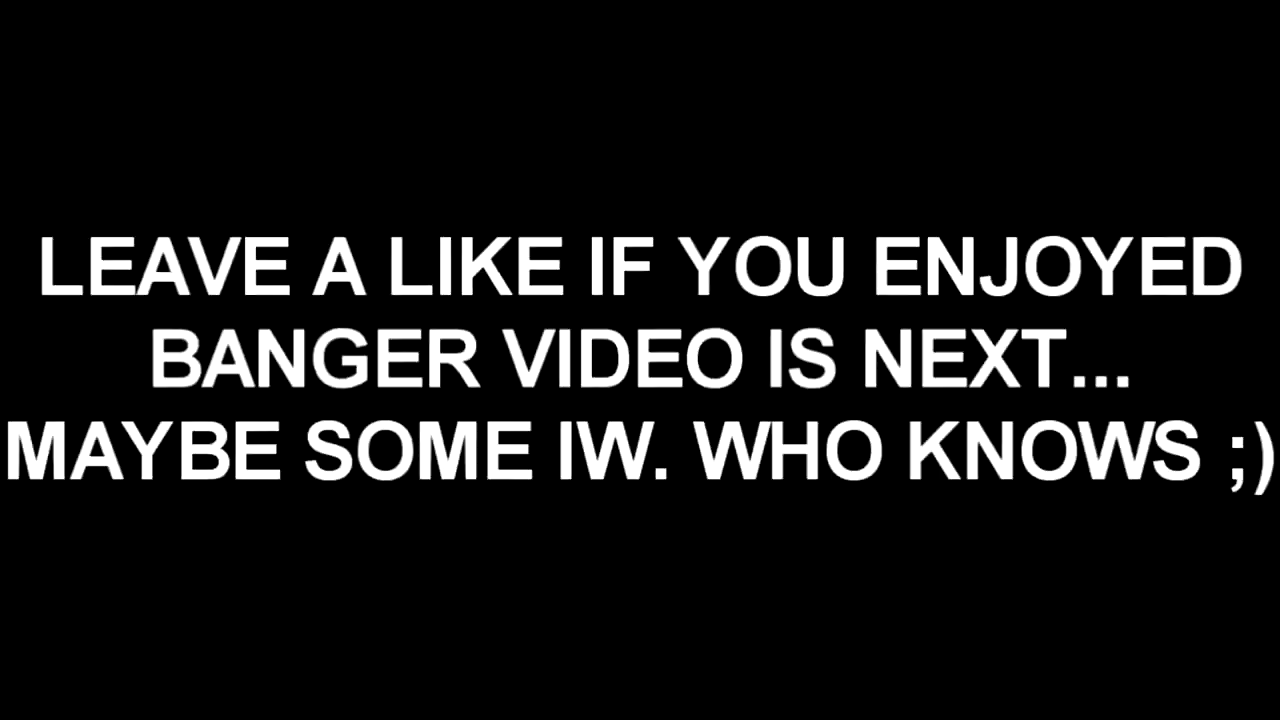 LEAVE A LIKE IF YOU ENJOYED
BANGER VIDEO IS NEXT...
MAYBE SOME IW. WHO KNOWS ;)